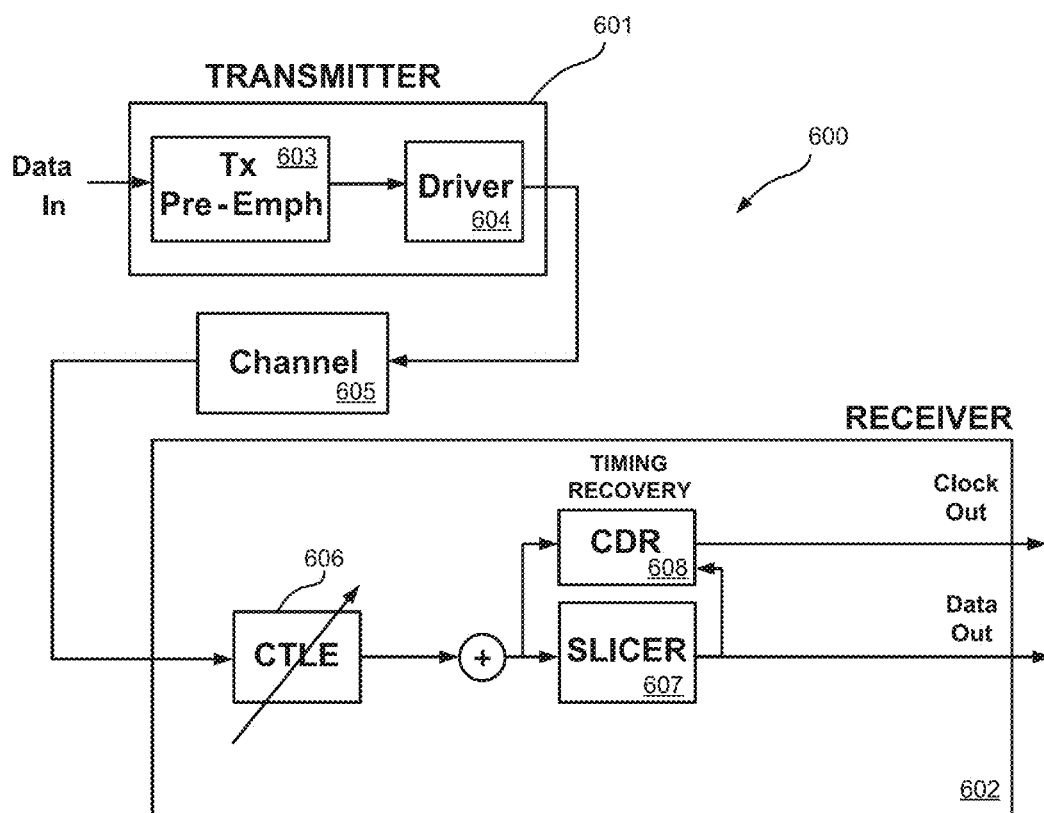 601
TRANSMITTER
600
Data
In
603
Tx
Pre-Emph
Driver
604
Channel
605
RECEIVER
TIMING
RECOVERY
Clock
Out
CDR
608
606
Data
Out
CTLE
+
SLICER
607
602